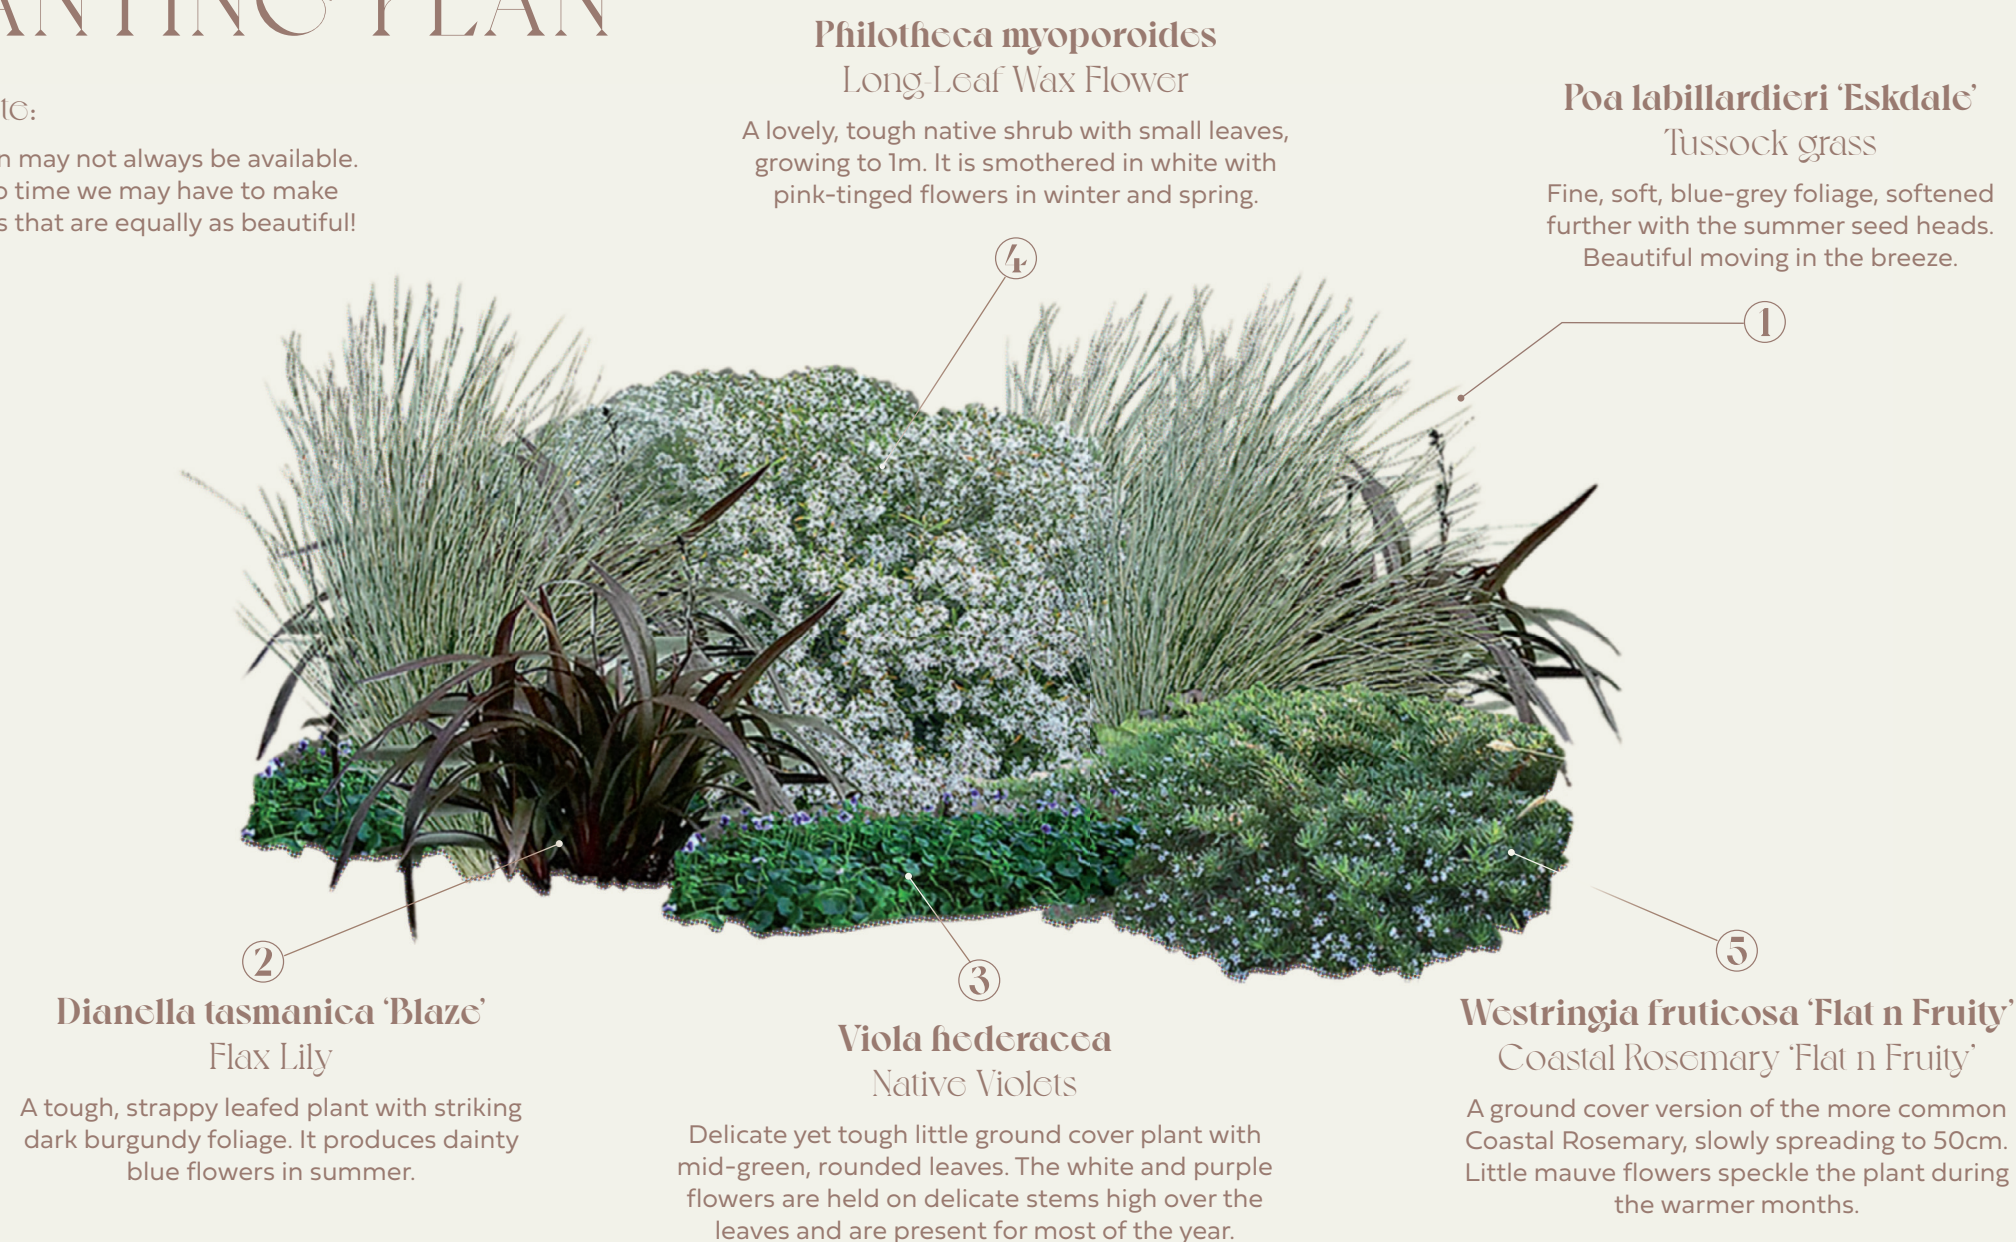 ANTING PLAN
te:
n may not always be available.
o time we may have to make
s that are equally as beautiful!
Philotheca myoporoides
Long-Leaf Wax Flower
A lovely, tough native shrub with small leaves,
growing to 1m. It is smothered in white with
pink-tinged flowers in winter and spring.
4
Poa labillardieri ‘Eskdale’
Tussock grass
Fine, soft, blue-grey foliage, softened
further with the summer seed heads.
Beautiful moving in the breeze.
1
2
Dianella tasmanica ‘Blaze’
Flax Lily
A tough, strappy leafed plant with striking
dark burgundy foliage. It produces dainty
blue flowers in summer.
3
Viola hederacea
Native Violets
Delicate yet tough little ground cover plant with
mid-green, rounded leaves. The white and purple
flowers are held on delicate stems high over the
leaves and are present for most of the year.
5
Westringia fruticosa ‘Flat n Fruity’
Coastal Rosemary ‘Flat n Fruity’
A ground cover version of the more common
Coastal Rosemary, slowly spreading to 50cm.
Little mauve flowers speckle the plant during
the warmer months.